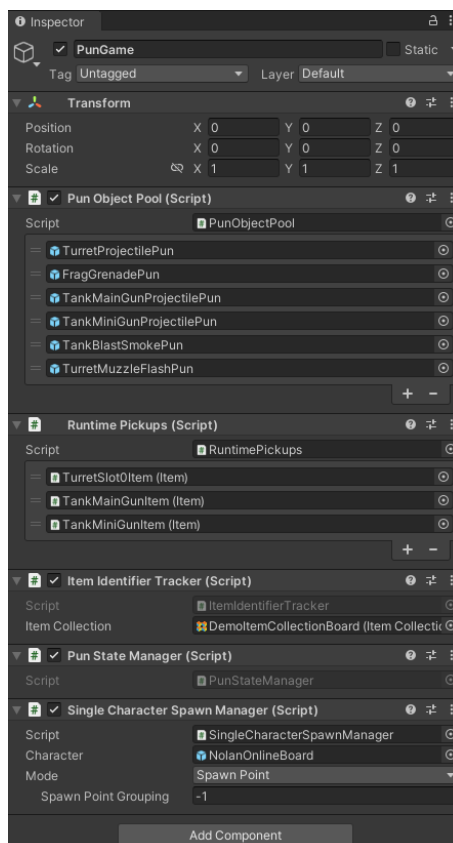 Inspector
PunGame Static
Tag Untagged Layer Default
Transform
Position X 0 Y 0 Z 0
Rotation X 0 Y 0 Z 0
Scale X 1 Y 1 Z 1
Pun Object Pool (Script)
Script PunObjectPool
TurretProjectilePun
FragGrenadePun
TankMainGunProjectilePun
TankMiniGunProjectilePun
TankBlastSmokePun
TurretMuzzleFlashPun
+ −
Runtime Pickups (Script)
Script RuntimePickups
TurretSlot0Item (Item)
TankMainGunItem (Item)
TankMiniGunItem (Item)
+ −
Item Identifier Tracker (Script)
Script ItemIdentifierTracker
Item Collection DemoItemCollectionBoard (Item Collectic
Pun State Manager (Script)
Script PunStateManager
Single Character Spawn Manager (Script)
Script SingleCharacterSpawnManager
Character NolanOnlineBoard
Mode Spawn Point
Spawn Point Grouping -1
Add Component